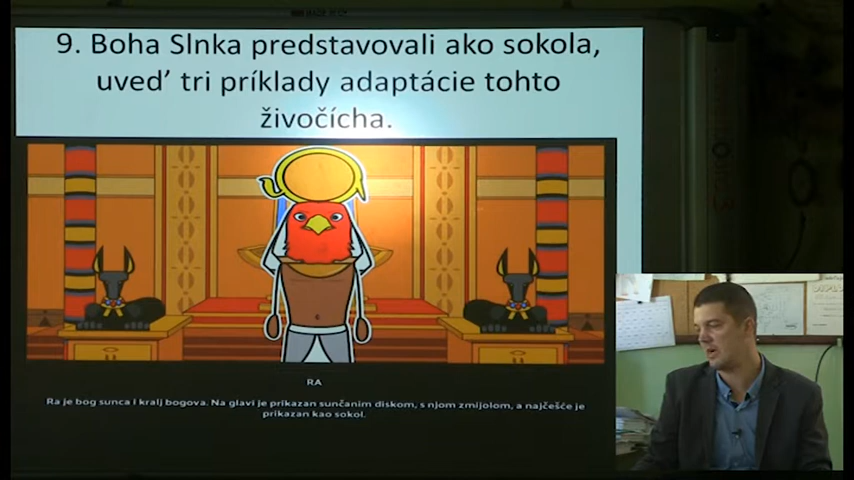 9. Boha Slnka predstavovali ako sokola,
uveď tri príklady adaptácie tohto
živočícha.
RA
Ra je bog sunca i kralj bogova. Na glavi je prikazan sunčanim diskom, s njom zmijolom, a najčešće je
prikazan kao sokol.